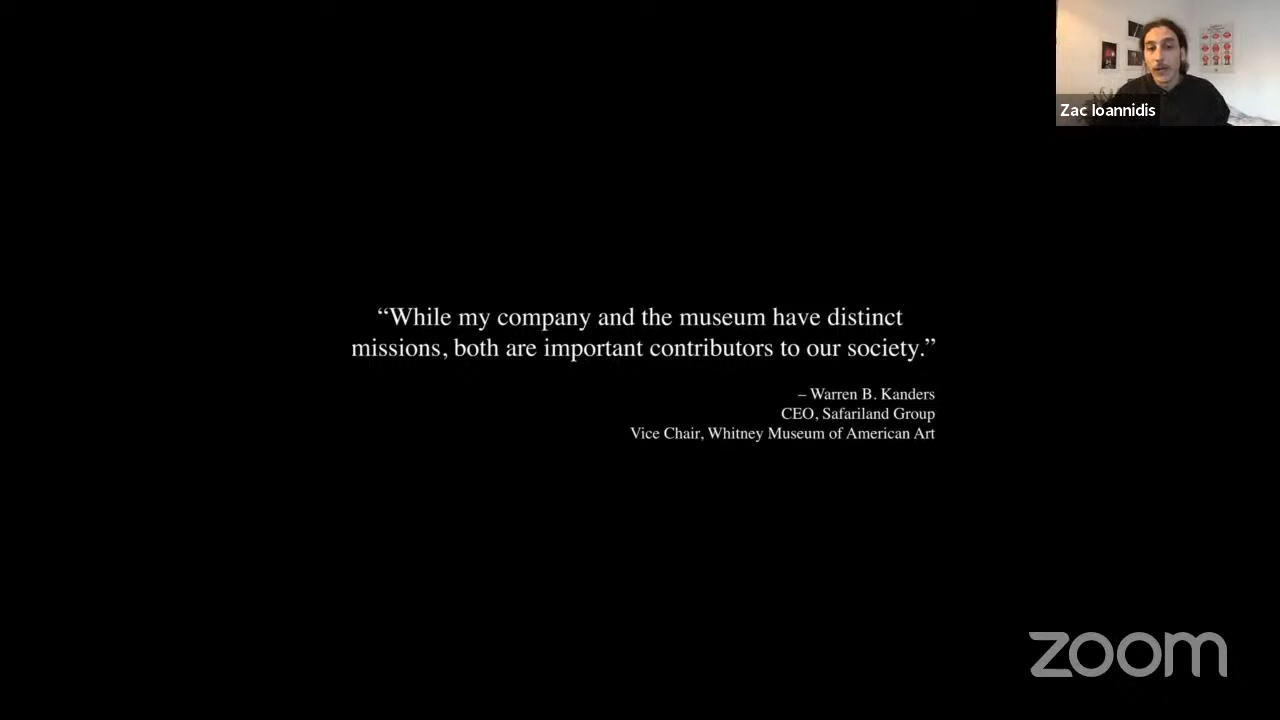 Zac Ioannidis
“While my company and the museum have distinct
missions, both are important contributors to our society.”
– Warren B. Kanders
CEO, Safariland Group
Vice Chair, Whitney Museum of American Art
zoom